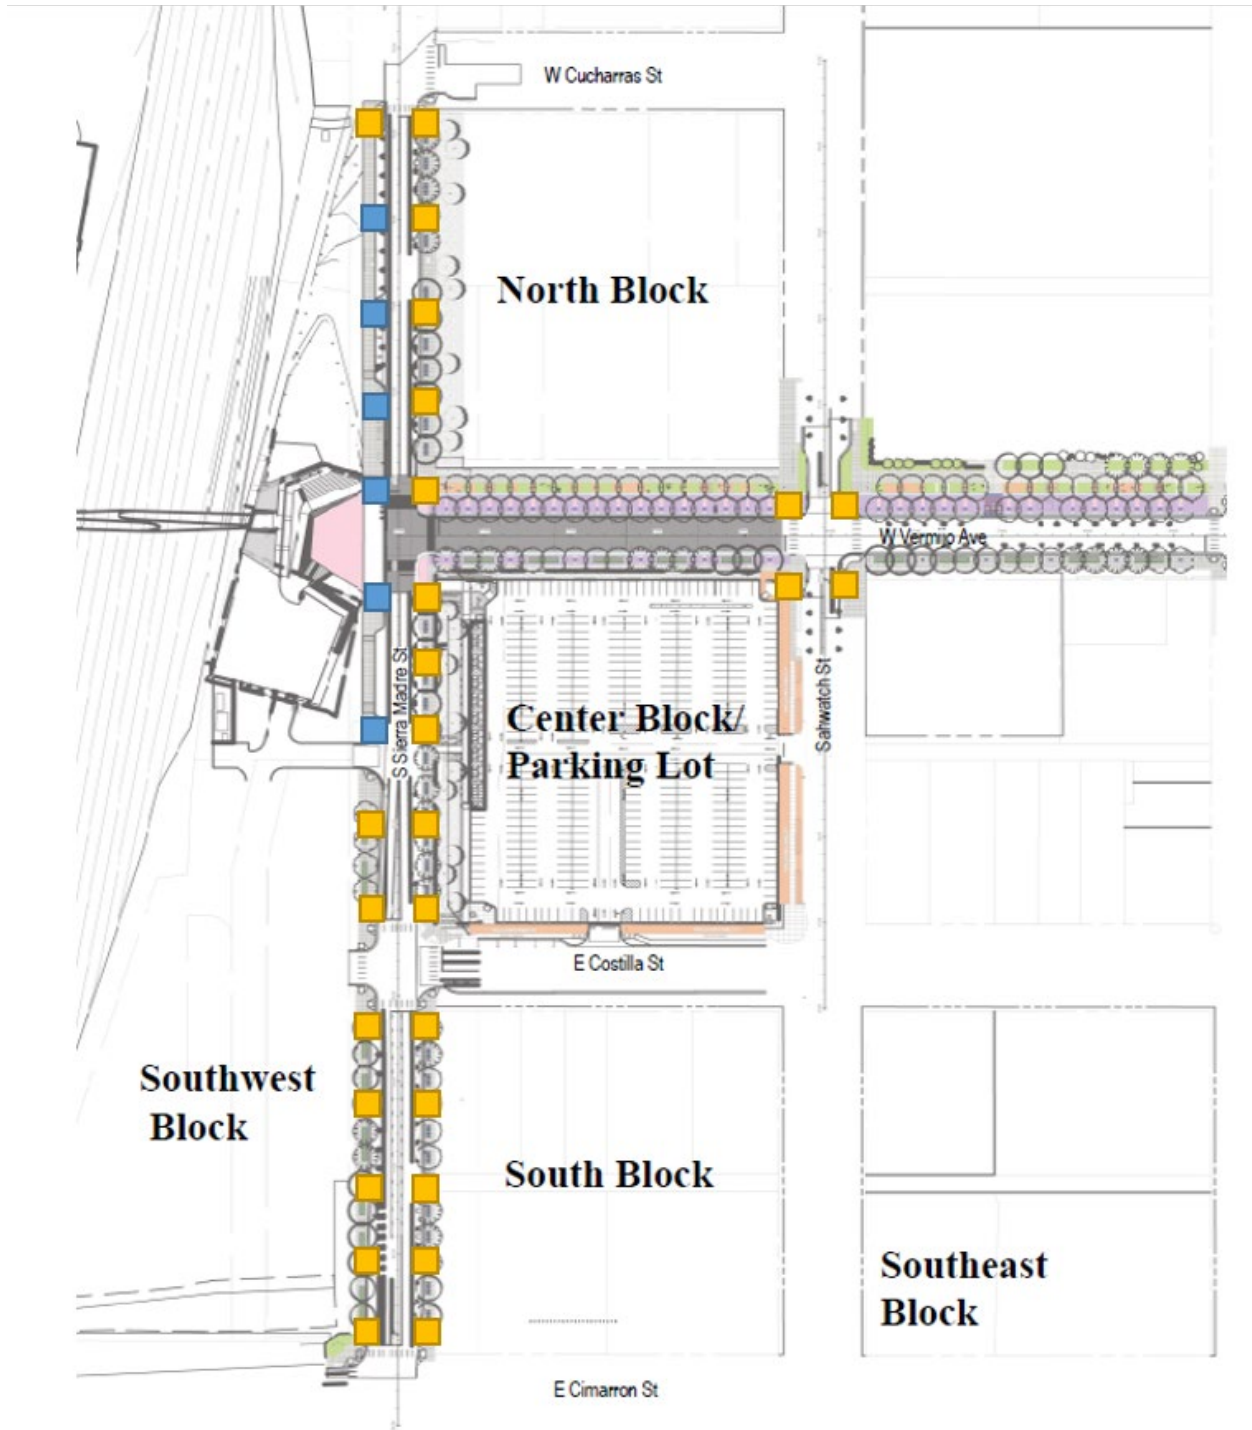 W Cucharras St
North Block
W Vermijo Ave
S Sierra Madre St
Center Block/
Parking Lot
Sahwatch St
E Costilla St
Southwest
Block
South Block
Southeast
Block
E Cimarron St